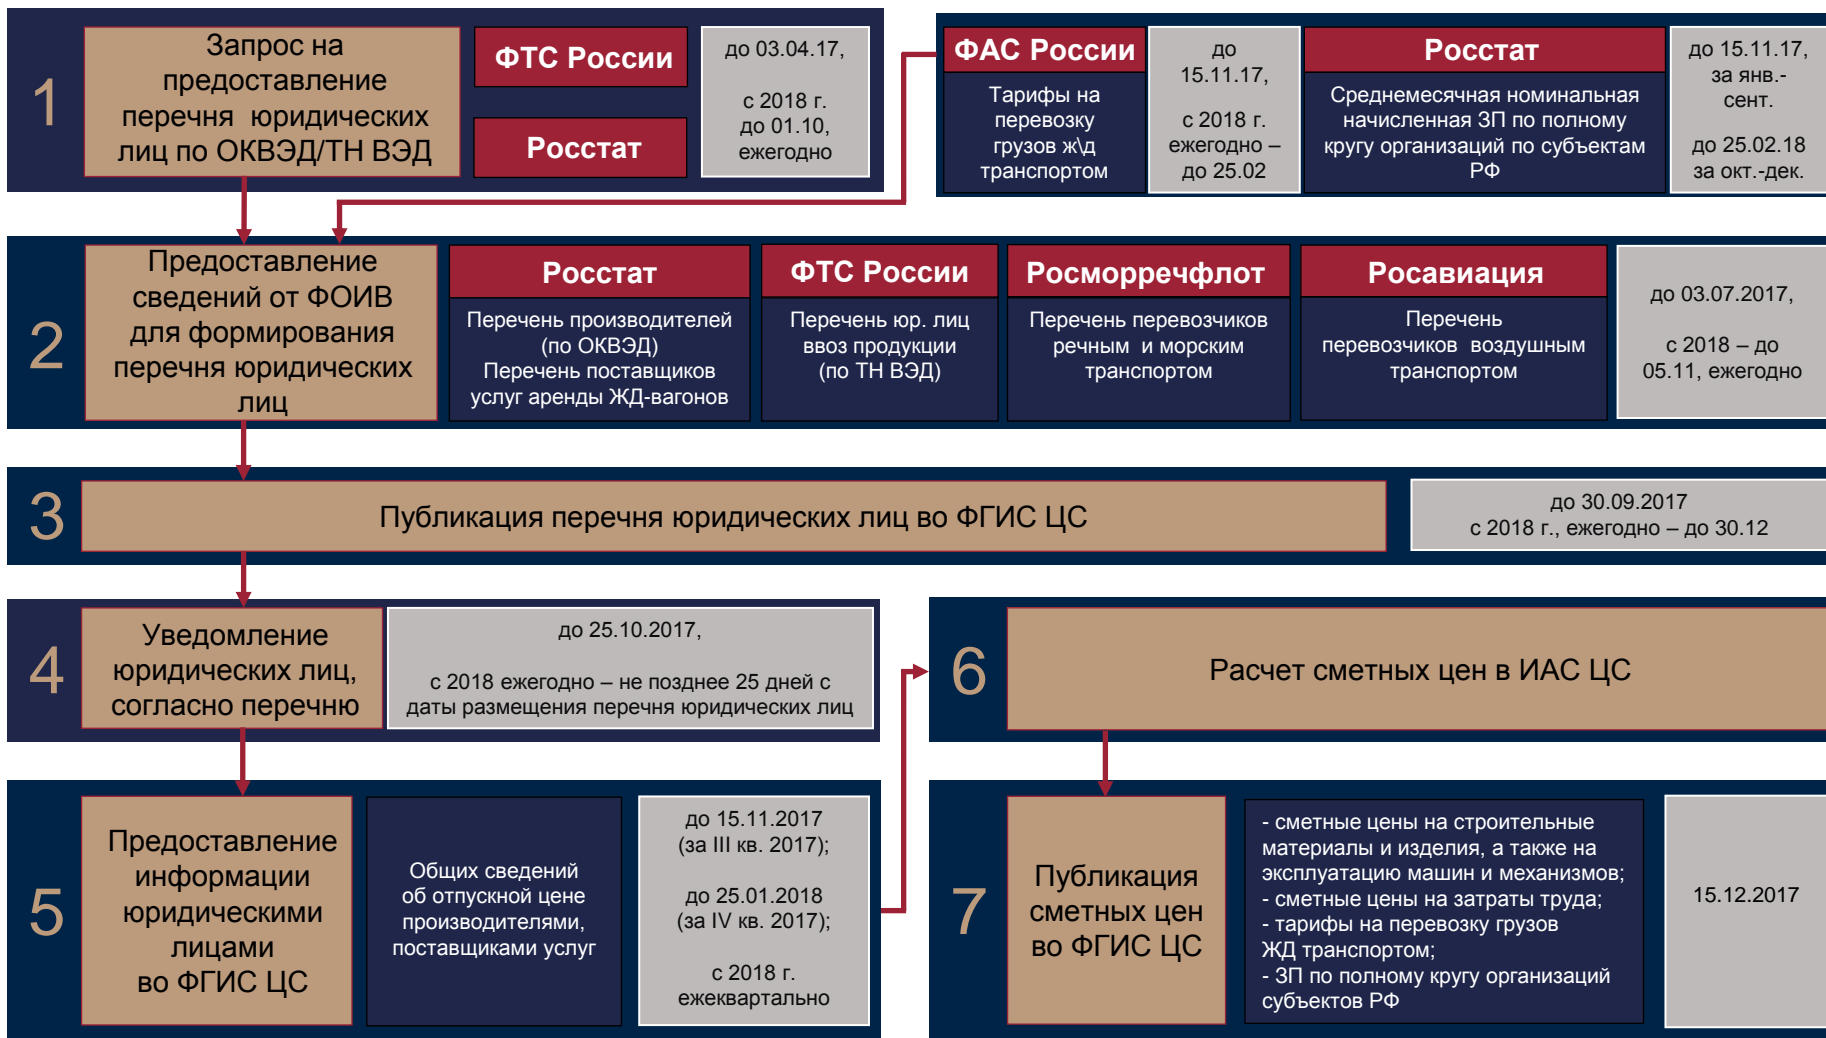 1
Запрос на
предоставление
перечня юридических
лиц по ОКВЭД/ТН ВЭД
ФТС России
Росстат
до 03.04.17,
с 2018 г.
до 01.10,
ежегодно
ФАС России
Тарифы на
перевозку
грузов ж\д
транспортом
до
15.11.17,
с 2018 г.
ежегодно –
до 25.02
Росстат
Среднемесячная номинальная
начисленная ЗП по полному
кругу организаций по субъектам
РФ
до 15.11.17,
за янв.-
сент.
до 25.02.18
за окт.-дек.
2
Предоставление
сведений от ФОИВ
для формирования
перечня юридических
лиц
Росстат
Перечень производителей
(по ОКВЭД)
Перечень поставщиков
услуг аренды ЖД-вагонов
ФТС России
Перечень юр. лиц
ввоз продукции
(по ТН ВЭД)
Росморречфлот
Перечень перевозчиков
речным и морским
транспортом
Росавиация
Перечень
перевозчиков воздушным
транспортом
до 03.07.2017,
с 2018 – до
05.11, ежегодно
3
Публикация перечня юридических лиц во ФГИС ЦС
до 30.09.2017
с 2018 г., ежегодно – до 30.12
4
Уведомление
юридических лиц,
согласно перечню
до 25.10.2017,
с 2018 ежегодно – не позднее 25 дней с
даты размещения перечня юридических лиц
5
Предоставление
информации
юридическими
лицами
во ФГИС ЦС
Общих сведений
об отпускной цене
производителями,
поставщиками услуг
до 15.11.2017
(за III кв. 2017);
до 25.01.2018
(за IV кв. 2017);
с 2018 г.
ежеквартально
6
Расчет сметных цен в ИАС ЦС
7
Публикация
сметных цен
во ФГИС ЦС
- сметные цены на строительные
материалы и изделия, а также на
эксплуатацию машин и механизмов;
- сметные цены на затраты труда;
- тарифы на перевозку грузов
ЖД транспортом;
- ЗП по полному кругу организаций
субъектов РФ
15.12.2017